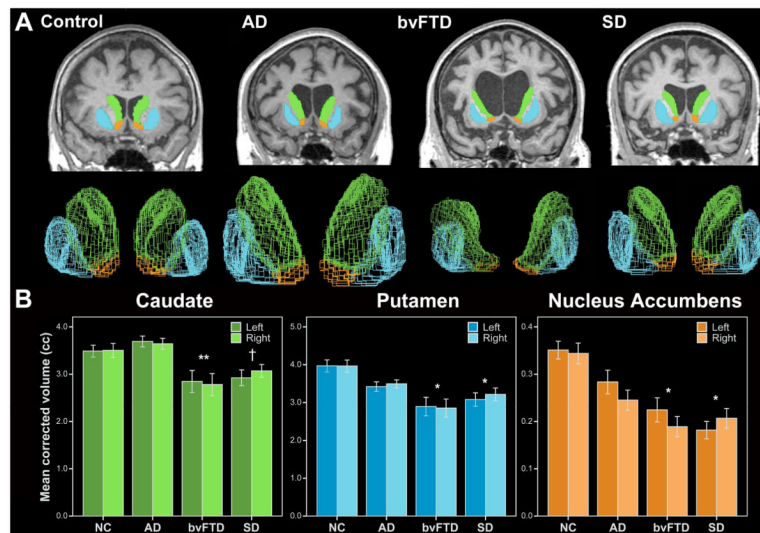 A
Control
AD
bvFTD
SD
B
Caudate
Putamen
Nucleus Accumbens
Mean corrected volume (cc)
4.0
3.0
2.0
1.0
0.0
Left
Right
**
†
NC
AD
bvFTD
SD
5.0
4.0
3.0
2.0
1.0
0.0
Left
Right
*
*
NC
AD
bvFTD
SD
0.4
0.3
0.2
0.1
0.0
Left
Right
*
*
NC
AD
bvFTD
SD